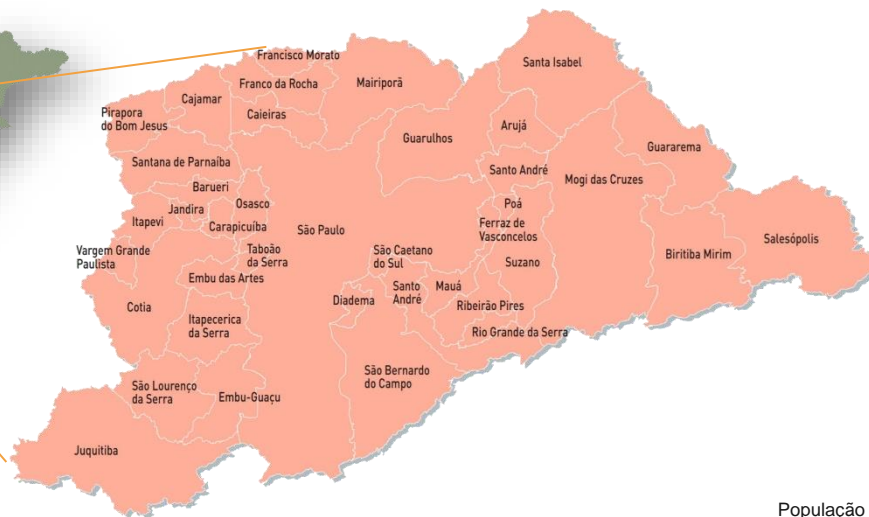 Francisco Morato
Santa Isabel
Franco da Rocha
Mairiporã
Cajamar
Pirapora
do Bom Jesus
Caieiras
Arujá
Guarulhos
Guararema
Santana de Parnaíba
Santo André
Mogi das Cruzes
Barueri
Osasco
Poá
Jandira
Itapevi
Carapicuíba
São Paulo
Ferraz de
Vasconcelos
Salesópolis
Vargem Grande
Paulista
Taboão
da Serra
São Caetano
do Sul
Suzano
Biritiba Mirim
Embu das Artes
Santo
André
Mauá
Diadema
Cotia
Ribeirão Pires
Itapecerica
da Serra
Rio Grande da Serra
São Bernardo
do Campo
São Lourenço
da Serra
Embu-Guaçu
Juquitiba
População